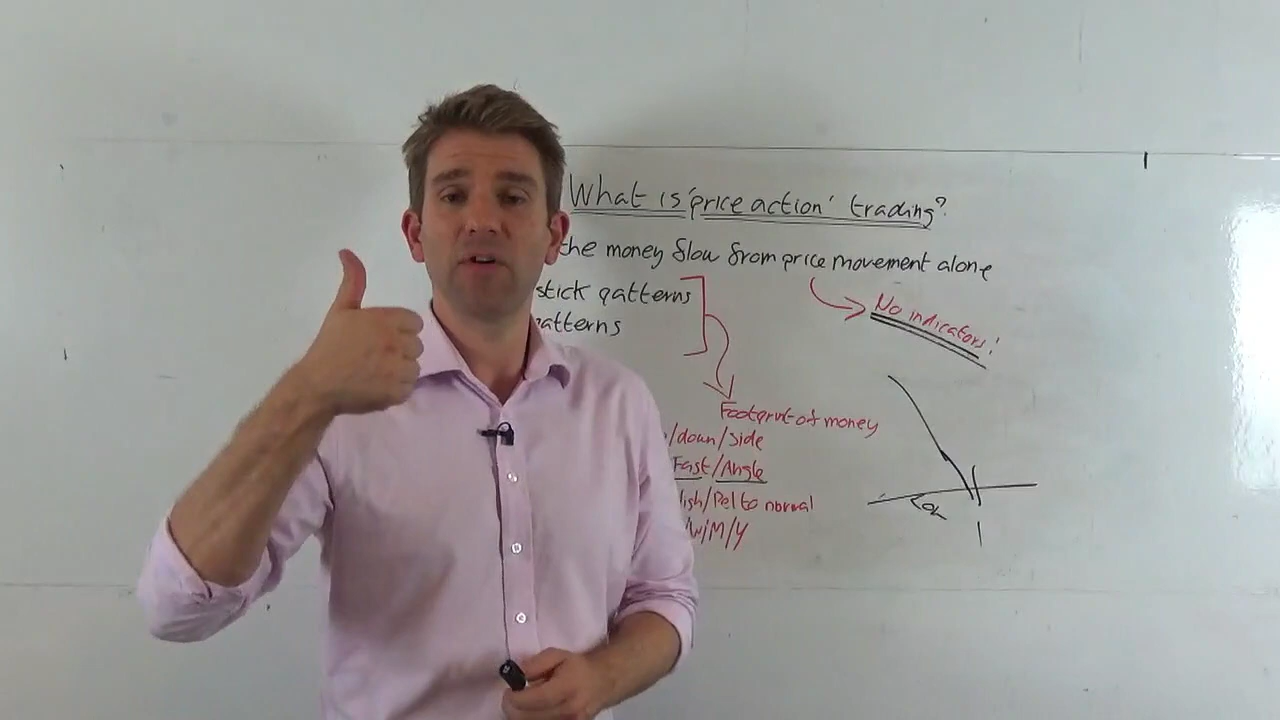 What is 'price action' trading?
the money flow from price movement alone
stick patterns
No indicators!
patterns
Footprint of money
/down/side
Fast/Angle
lish/Rel to normal
W/M/Y